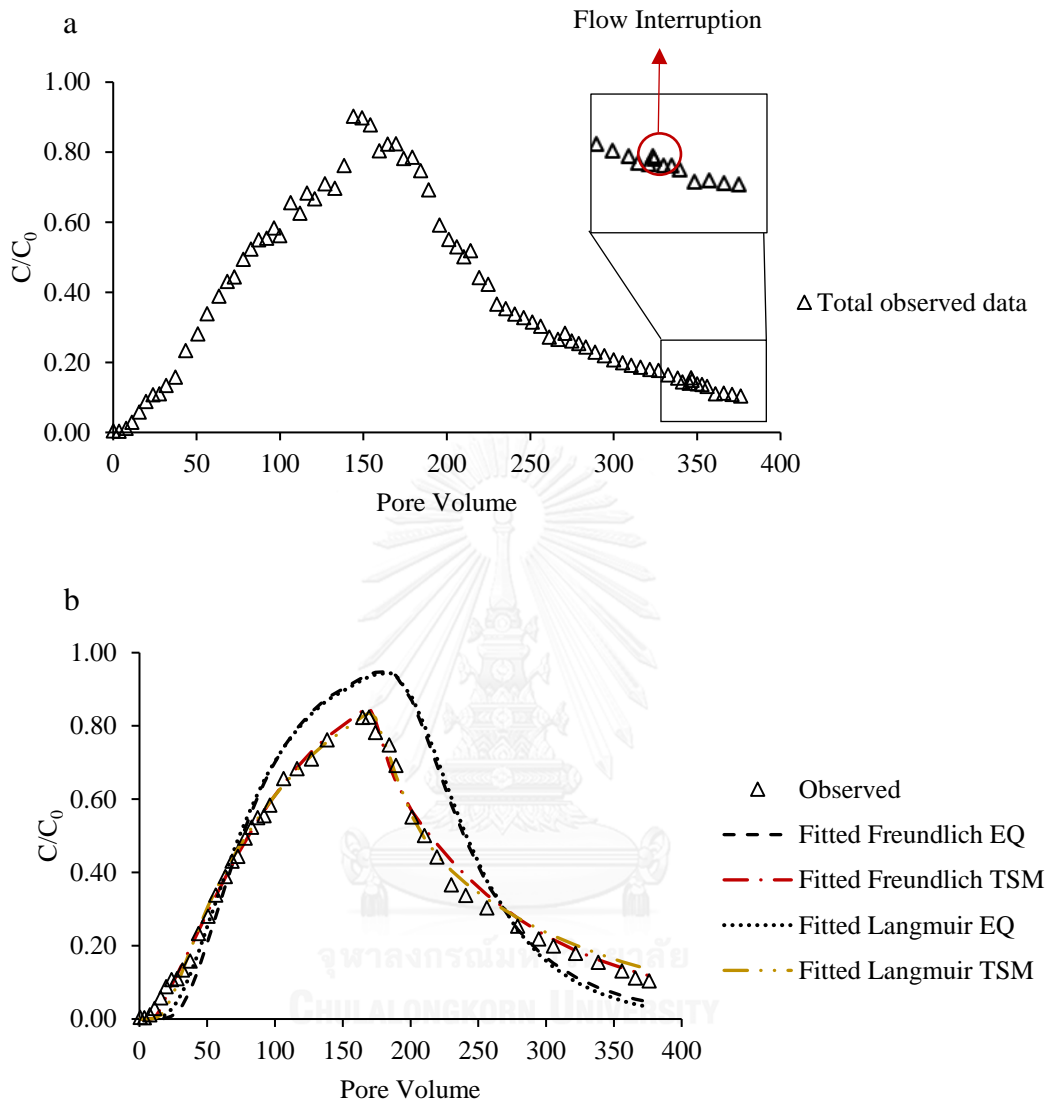 Flow Interruption
a
1.00
0.80
0.60
0.40
0.20
0.00
C/C0
0 50 100 150 200 250 300 350 400
Pore Volume
Total observed data
b
1.00
0.80
0.60
0.40
0.20
0.00
C/C0
0 50 100 150 200 250 300 350 400
Pore Volume
Observed
Fitted Freundlich EQ
Fitted Freundlich TSM
Fitted Langmuir EQ
Fitted Langmuir TSM
CHULALONGKORN UNIVERSITY